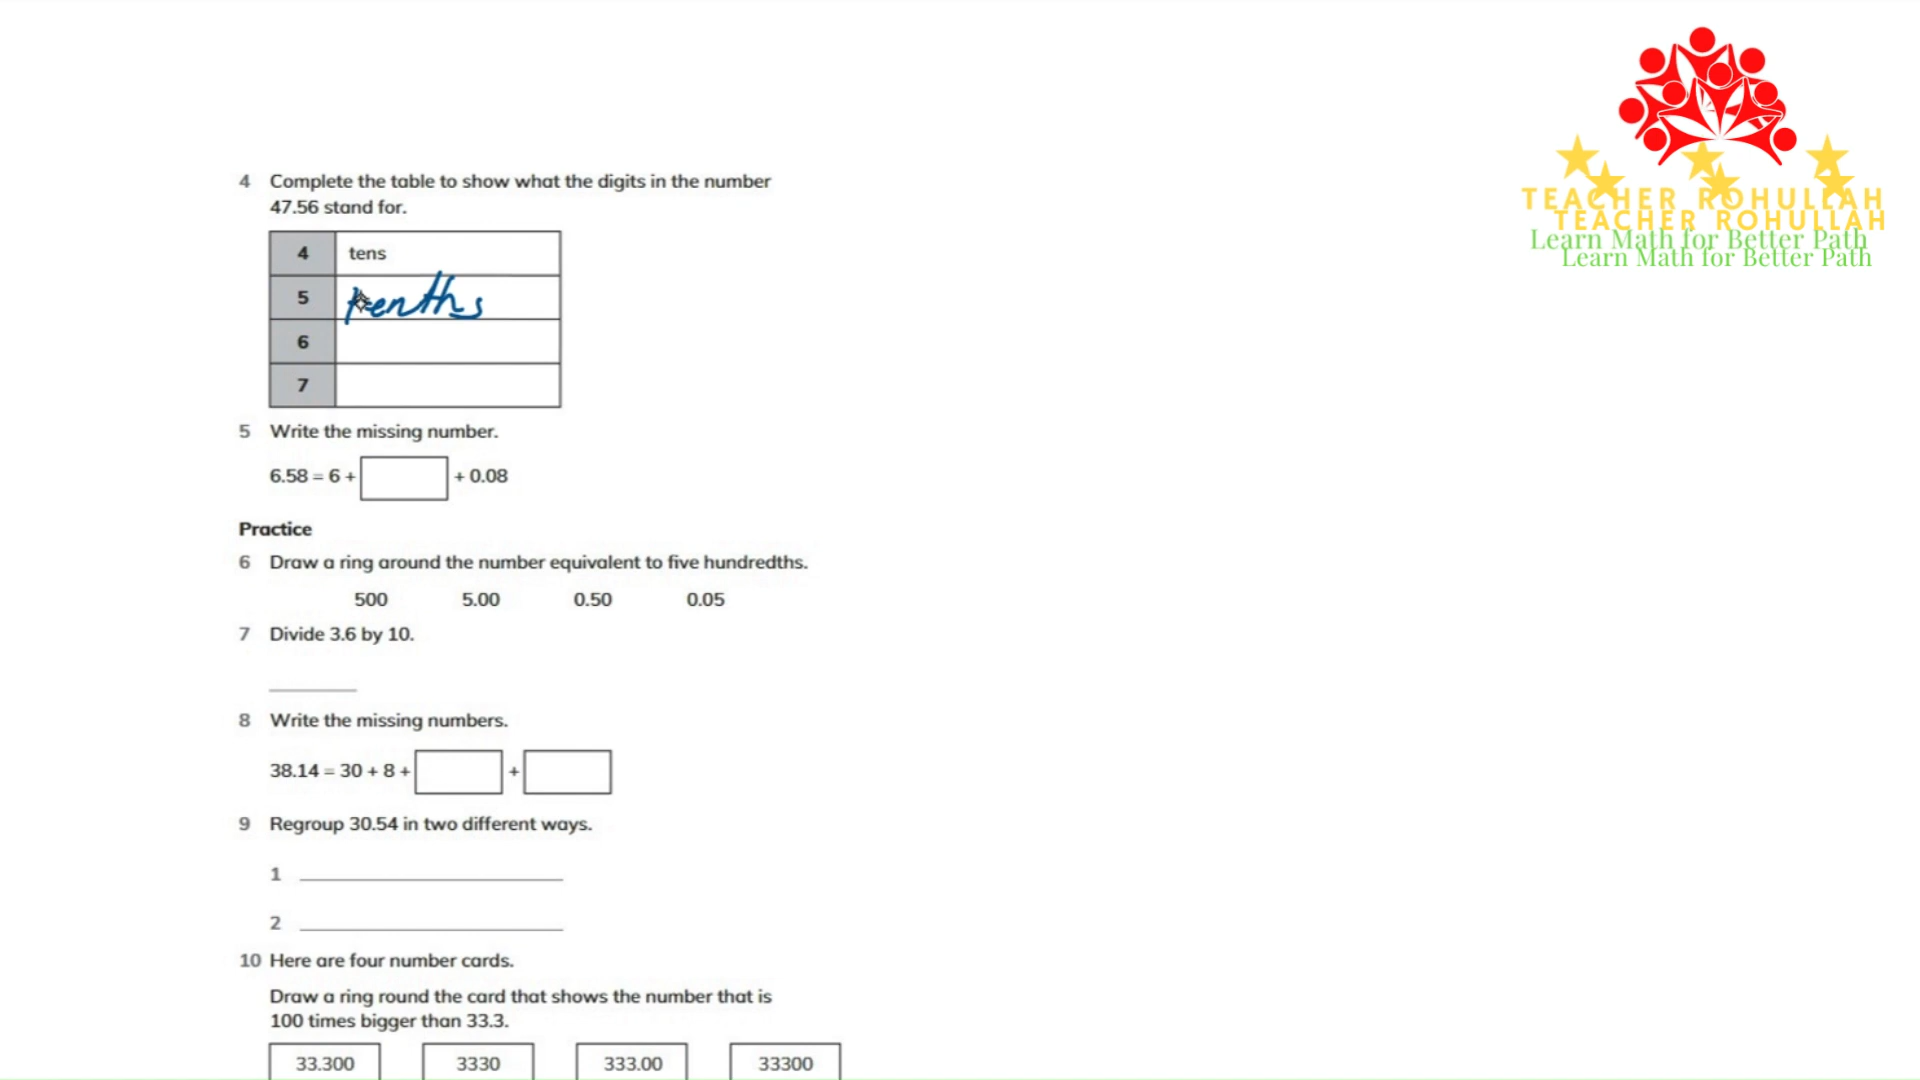 TEACHER ROHULLAH
TEACHER ROHULLAH
Learn Math for Better Path
Learn Math for Better Path
4 Complete the table to show what the digits in the number
47.56 stand for.
4 tens
5 tenths
6
7
5 Write the missing number.
6.58 = 6 + + 0.08
Practice
6 Draw a ring around the number equivalent to five hundredths.
500 5.00 0.50 0.05
7 Divide 3.6 by 10.
8 Write the missing numbers.
38.14 = 30 + 8 + +
9 Regroup 30.54 in two different ways.
1
2
10 Here are four number cards.
Draw a ring round the card that shows the number that is
100 times bigger than 33.3.
33.300 3330 333.00 33300